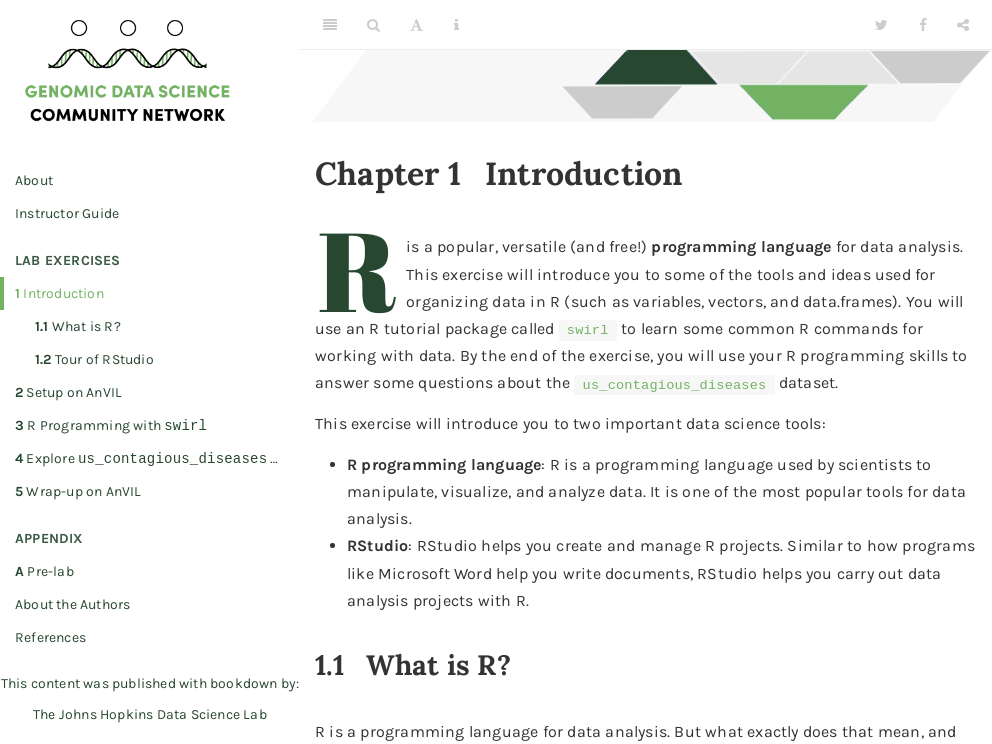 GENOMIC DATA SCIENCE
COMMUNITY NETWORK
About
Instructor Guide
LAB EXERCISES
1 Introduction
1.1 What is R?
1.2 Tour of RStudio
2 Setup on AnVIL
3 R Programming with swirl
4 Explore us_contagious_diseases…
5 Wrap-up on AnVIL
APPENDIX
A Pre-lab
About the Authors
References
This content was published with bookdown by:
The Johns Hopkins Data Science Lab
A
Chapter 1 Introduction
R is a popular, versatile (and free!) programming language for data analysis.
This exercise will introduce you to some of the tools and ideas used for
organizing data in R (such as variables, vectors, and data.frames). You will
use an R tutorial package called swirl to learn some common R commands for
working with data. By the end of the exercise, you will use your R programming skills to
answer some questions about the us_contagious_diseases dataset.
This exercise will introduce you to two important data science tools:
• R programming language: R is a programming language used by scientists to
manipulate, visualize, and analyze data. It is one of the most popular tools for data
analysis.
• RStudio: RStudio helps you create and manage R projects. Similar to how programs
like Microsoft Word help you write documents, RStudio helps you carry out data
analysis projects with R.
1.1 What is R?
R is a programming language for data analysis. But what exactly does that mean, and